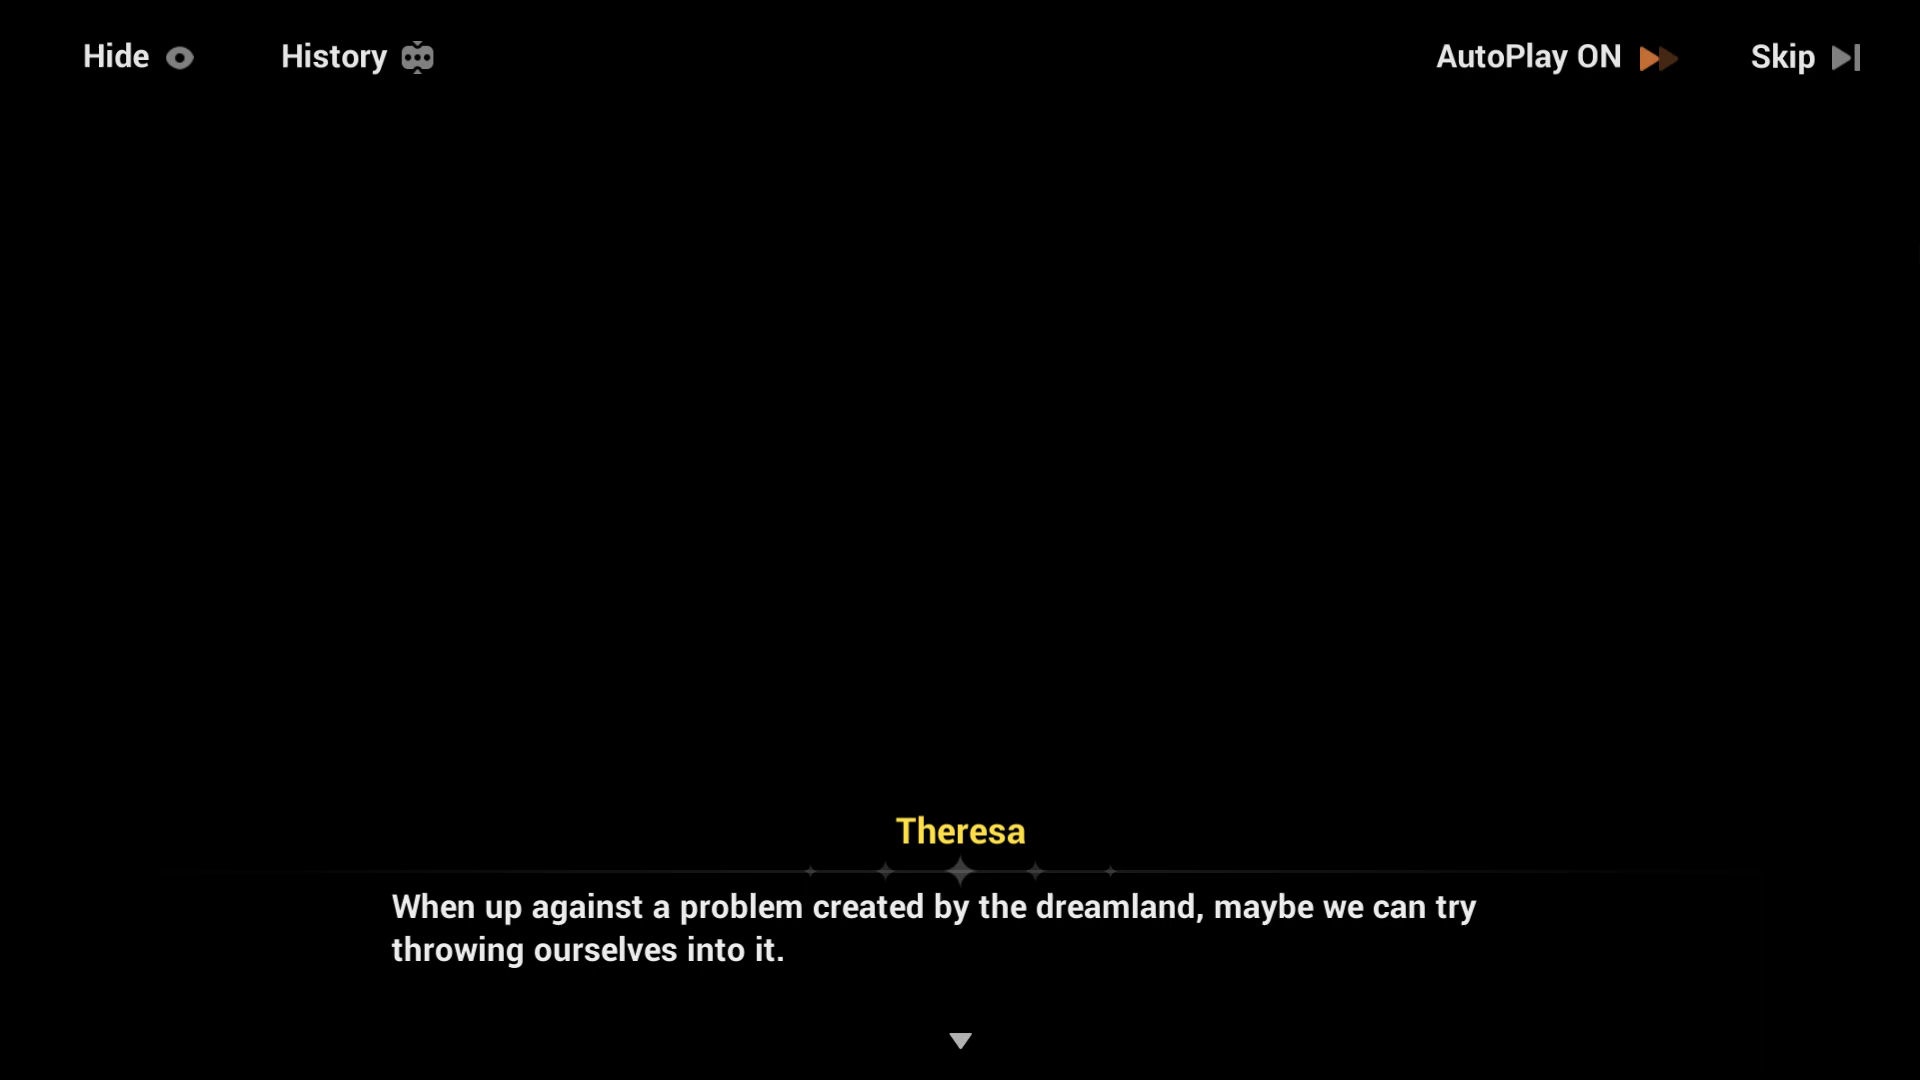 Hide
History
AutoPlay ON
Skip
Theresa
When up against a problem created by the dreamland, maybe we can try
throwing ourselves into it.